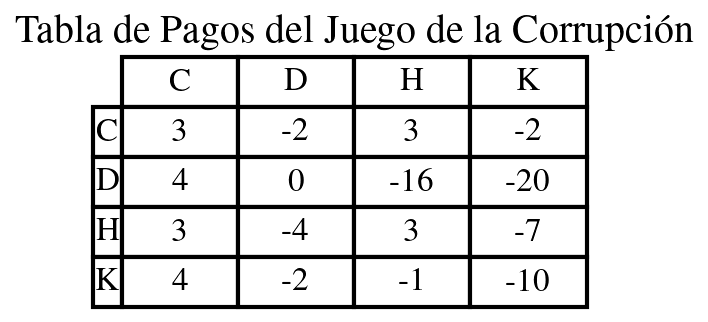 Tabla de Pagos del Juego de la Corrupción
C D H K
C 3 -2 3 -2
D 4 0 -16 -20
H 3 -4 3 -7
K 4 -2 -1 -10